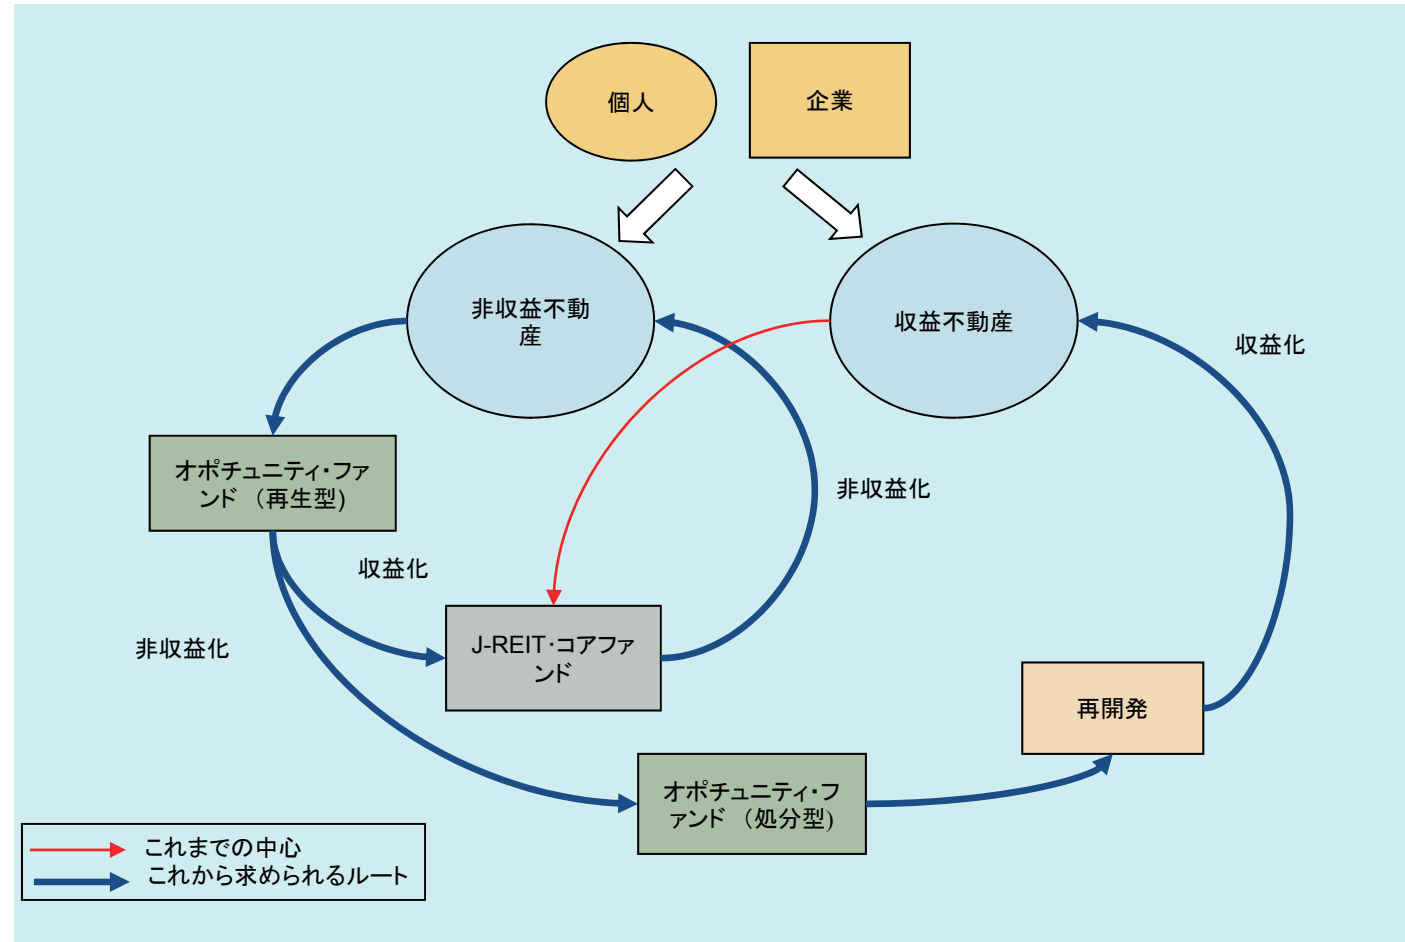 個人
企業
非収益不動
産
収益不動産
収益化
オポチュニティ・ファ
ンド （再生型)
非収益化
収益化
J-REIT・コアファ
ンド
非収益化
再開発
オポチュニティ・フ
ァンド （処分型)
これまでの中心
これから求められるルート